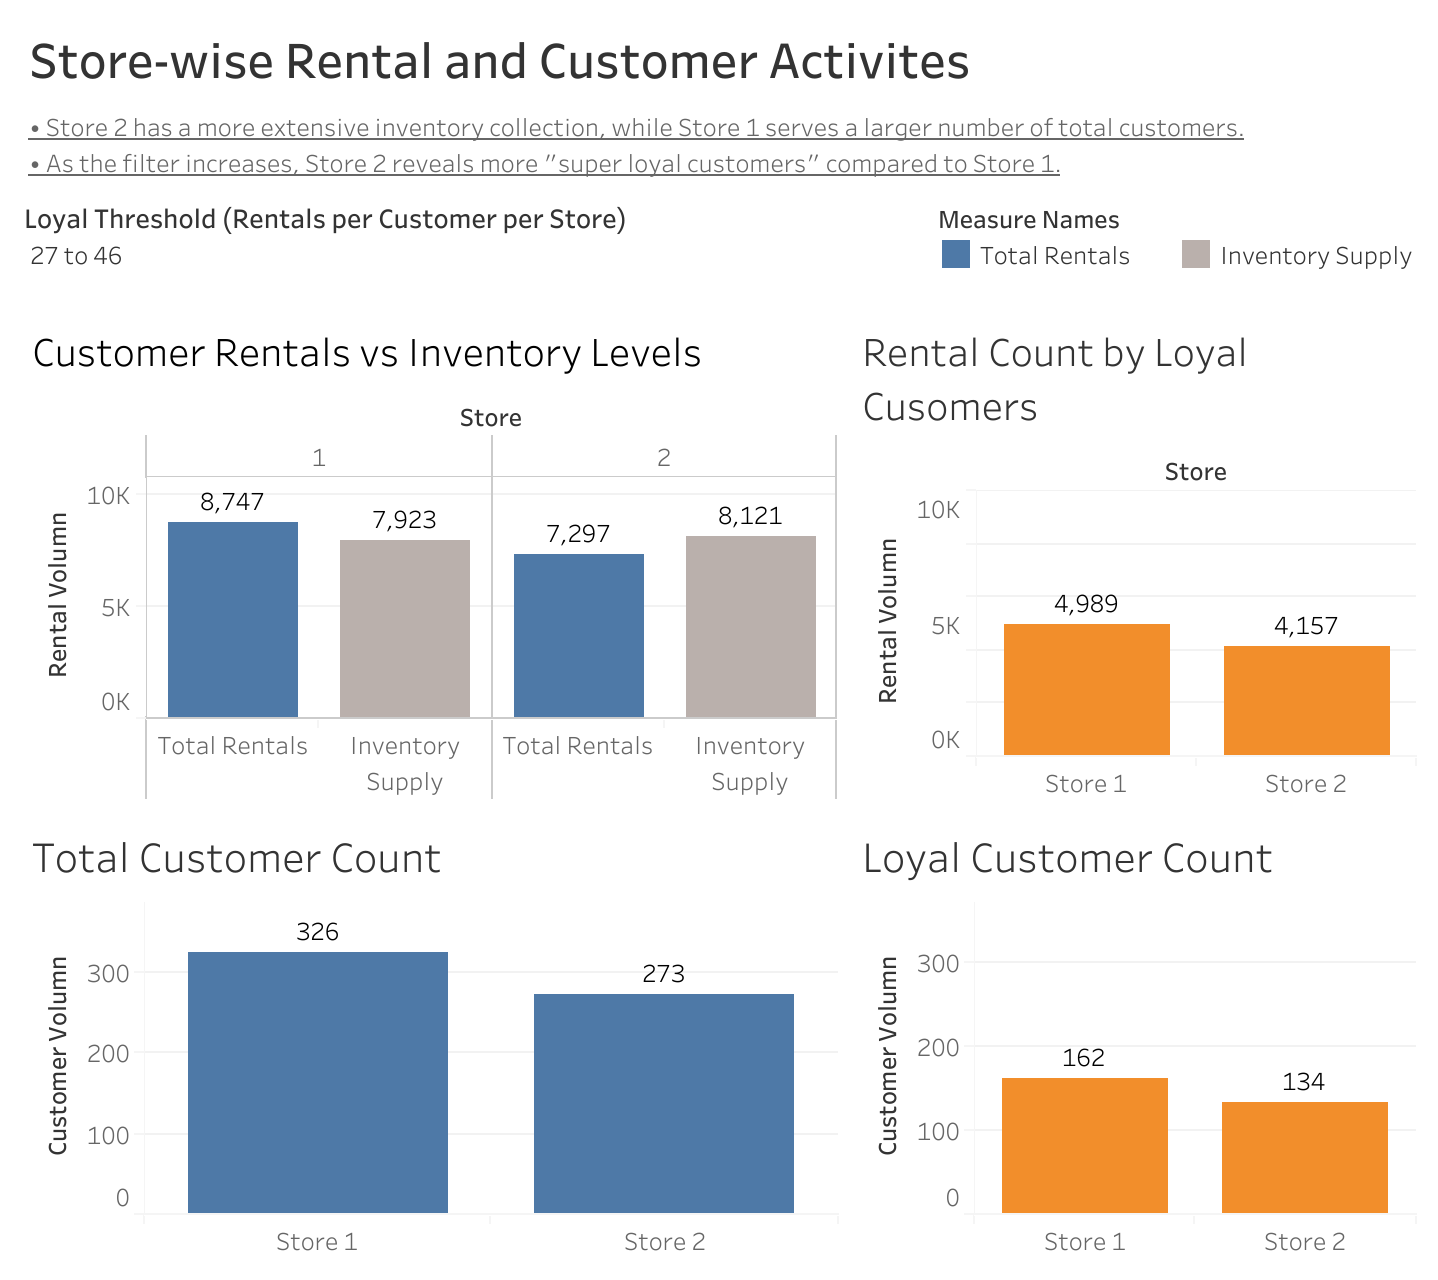 Store-wise Rental and Customer Activites
• Store 2 has a more extensive inventory collection, while Store 1 serves a larger number of total customers.
• As the filter increases, Store 2 reveals more "super loyal customers" compared to Store 1.
Loyal Threshold (Rentals per Customer per Store)
27 to 46
Measure Names
Total Rentals
Inventory Supply
Customer Rentals vs Inventory Levels
Store
1
2
Rental Volumn
10K
5K
0K
8,747
7,923
7,297
8,121
Total Rentals
Inventory
Supply
Total Rentals
Inventory
Supply
Rental Count by Loyal
Cusomers
Store
Rental Volumn
10K
5K
0K
4,989
4,157
Store 1
Store 2
Total Customer Count
Customer Volumn
300
200
100
0
326
273
Store 1
Store 2
Loyal Customer Count
Customer Volumn
300
200
100
0
162
134
Store 1
Store 2